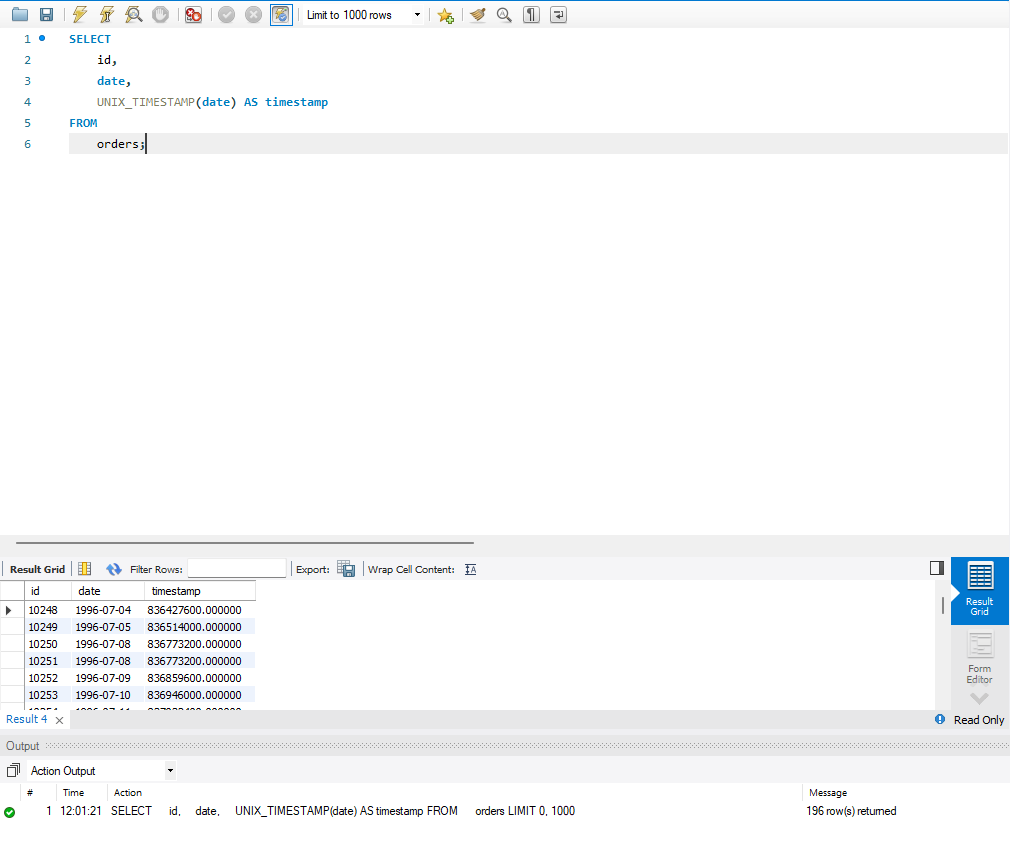 Limit to 1000 rows
1 SELECT
2 id,
3 date,
4 UNIX_TIMESTAMP(date) AS timestamp
5 FROM
6 orders;
Result Grid Filter Rows: Export: Wrap Cell Content:
id date timestamp
10248 1996-07-04 836427600.000000
10249 1996-07-05 836514000.000000
10250 1996-07-08 836773200.000000
10251 1996-07-08 836773200.000000
10252 1996-07-09 836859600.000000
10253 1996-07-10 836946000.000000
Result
Grid
Form
Editor
Result 4 Read Only
Output
Action Output
# Time Action Message
1 12:01:21 SELECT id, date, UNIX_TIMESTAMP(date) AS timestamp FROM orders LIMIT 0, 1000 196 row(s) returned